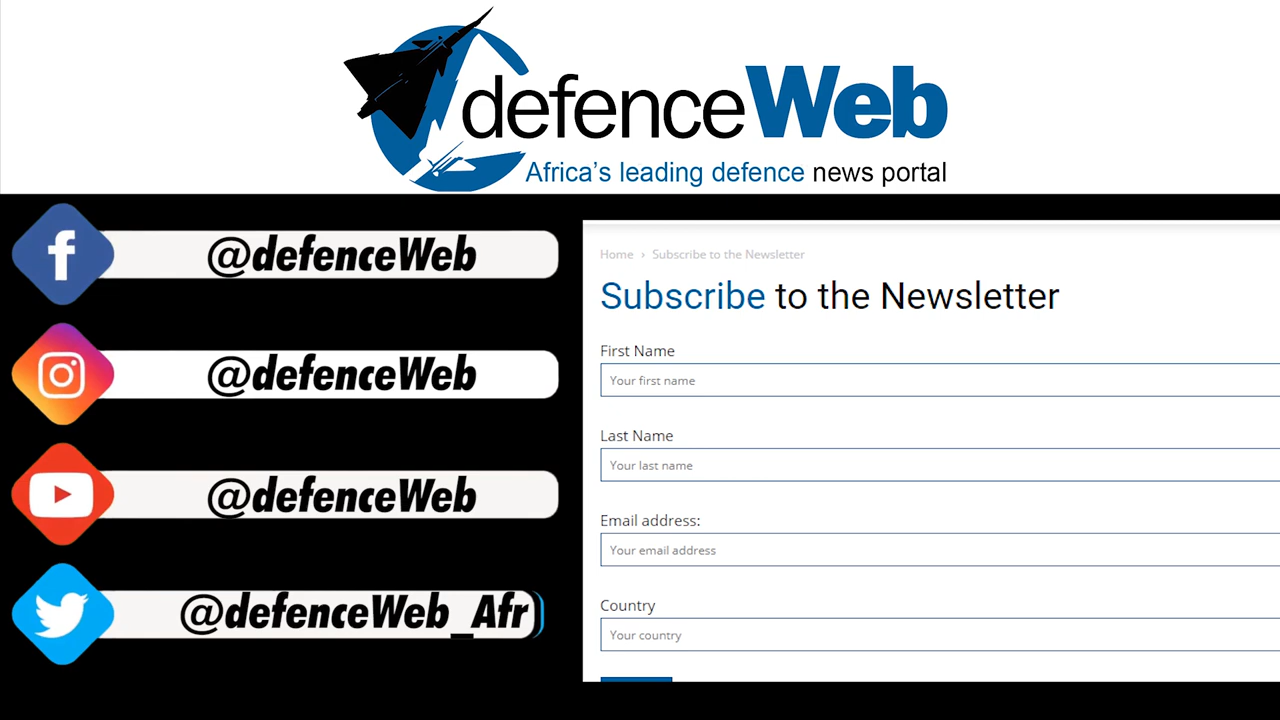 defenceWeb
Africa's leading defence news portal
@defenceWeb
@defenceWeb
@defenceWeb
@defenceWeb_Afr
Home › Subscribe to the Newsletter
Subscribe to the Newsletter
First Name
Your first name
Last Name
Your last name
Email address:
Your email address
Country
Your country